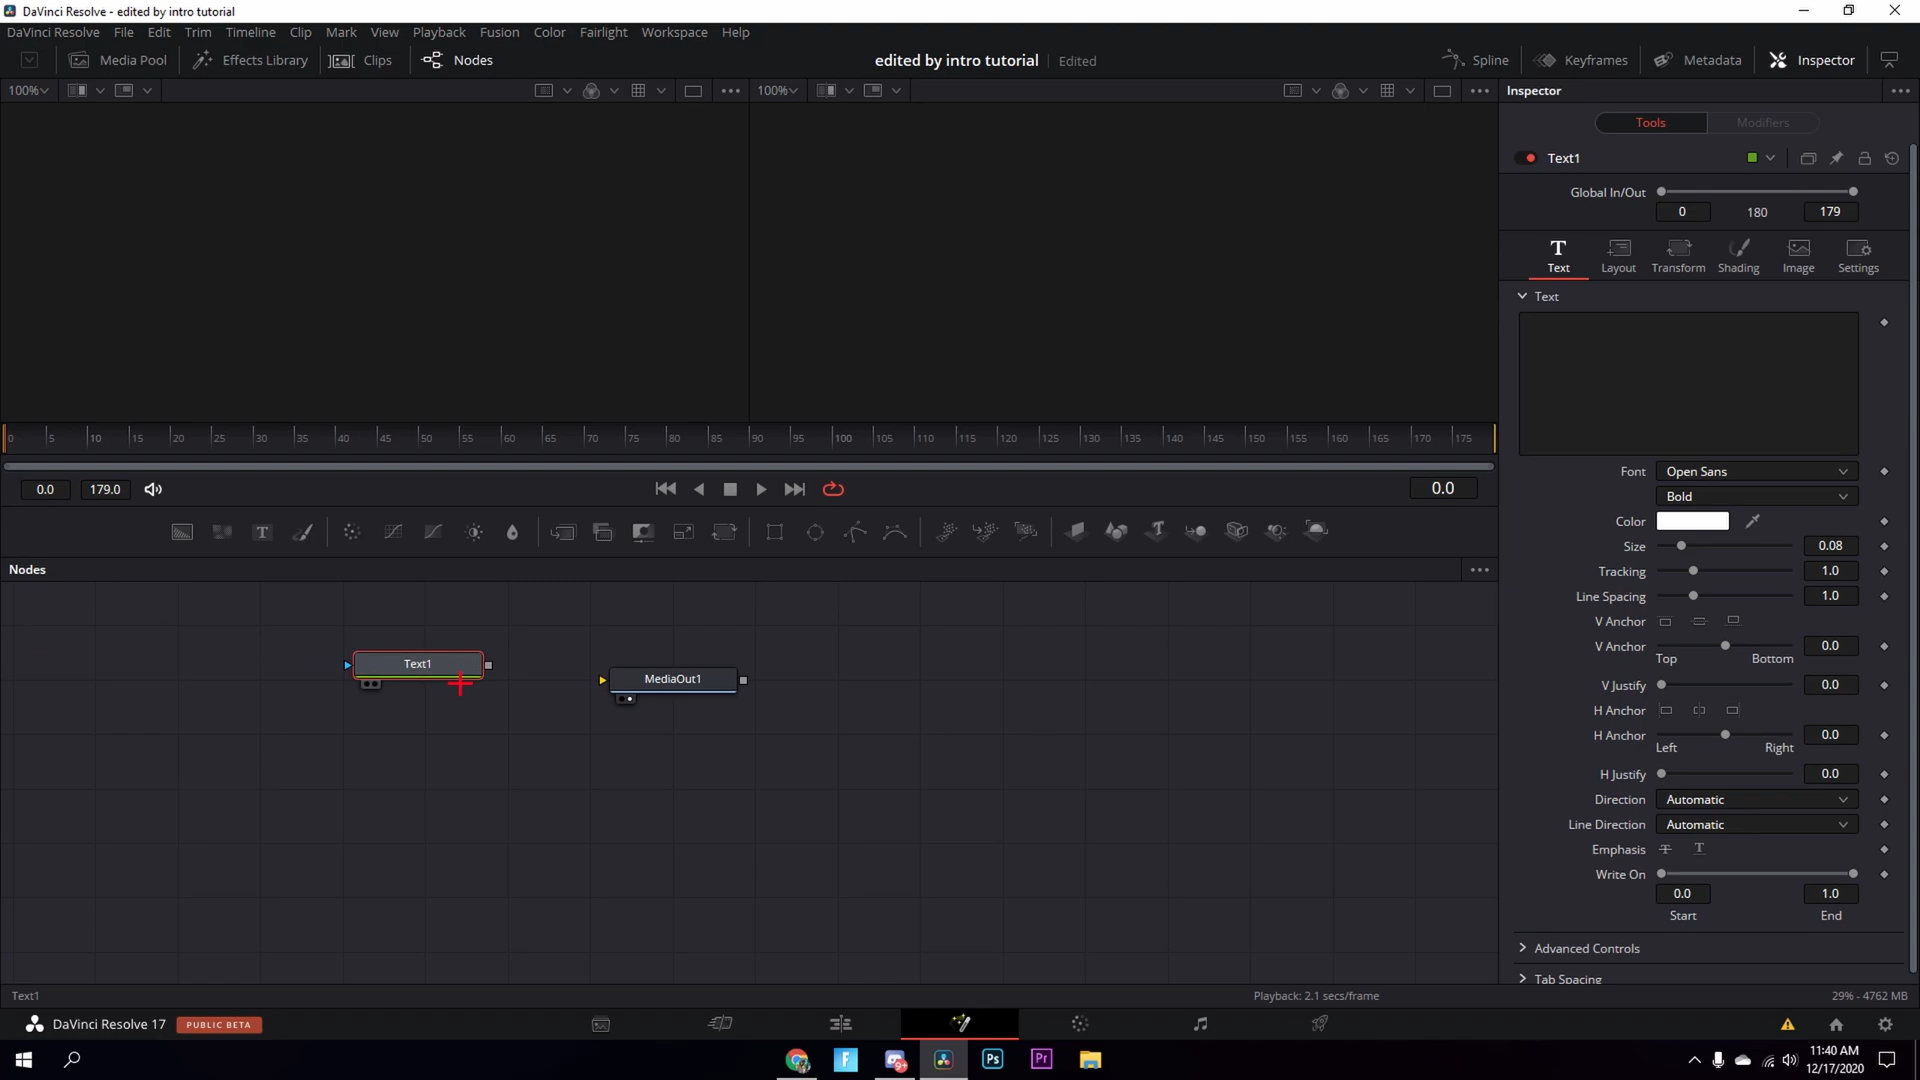 DaVinci Resolve - edited by intro tutorial
DaVinci Resolve File Edit Trim Timeline Clip Mark View Playback Fusion Color Fairlight Workspace Help
Media Pool Effects Library Clips Nodes edited by intro tutorial Edited Spline Keyframes Metadata Inspector
100% 100% Inspector
Tools Modifiers
Text1
Global In/Out
0 180 179
T
Text Layout Transform Shading Image Settings
Text
0 5 10 15 20 25 30 35 40 45 50 55 60 65 70 75 80 85 90 95 100 105 110 115 120 125 130 135 140 145 150 155 160 165 170 175
0.0 179.0 0.0
Font Open Sans
Bold
Color
Size 0.08
Tracking 1.0
Line Spacing 1.0
V Anchor
V Anchor 0.0
Top Bottom
V Justify 0.0
H Anchor
H Anchor 0.0
Left Right
H Justify 0.0
Direction Automatic
Line Direction Automatic
Emphasis T T
Write On
0.0 1.0
Start End
Advanced Controls
Tab Spacing
Nodes
Text1
MediaOut1
Text1 Playback: 2.1 secs/frame 29% - 4762 MB
DaVinci Resolve 17 PUBLIC BETA
F 9+ Ps Pr
11:40 AM
12/17/2020